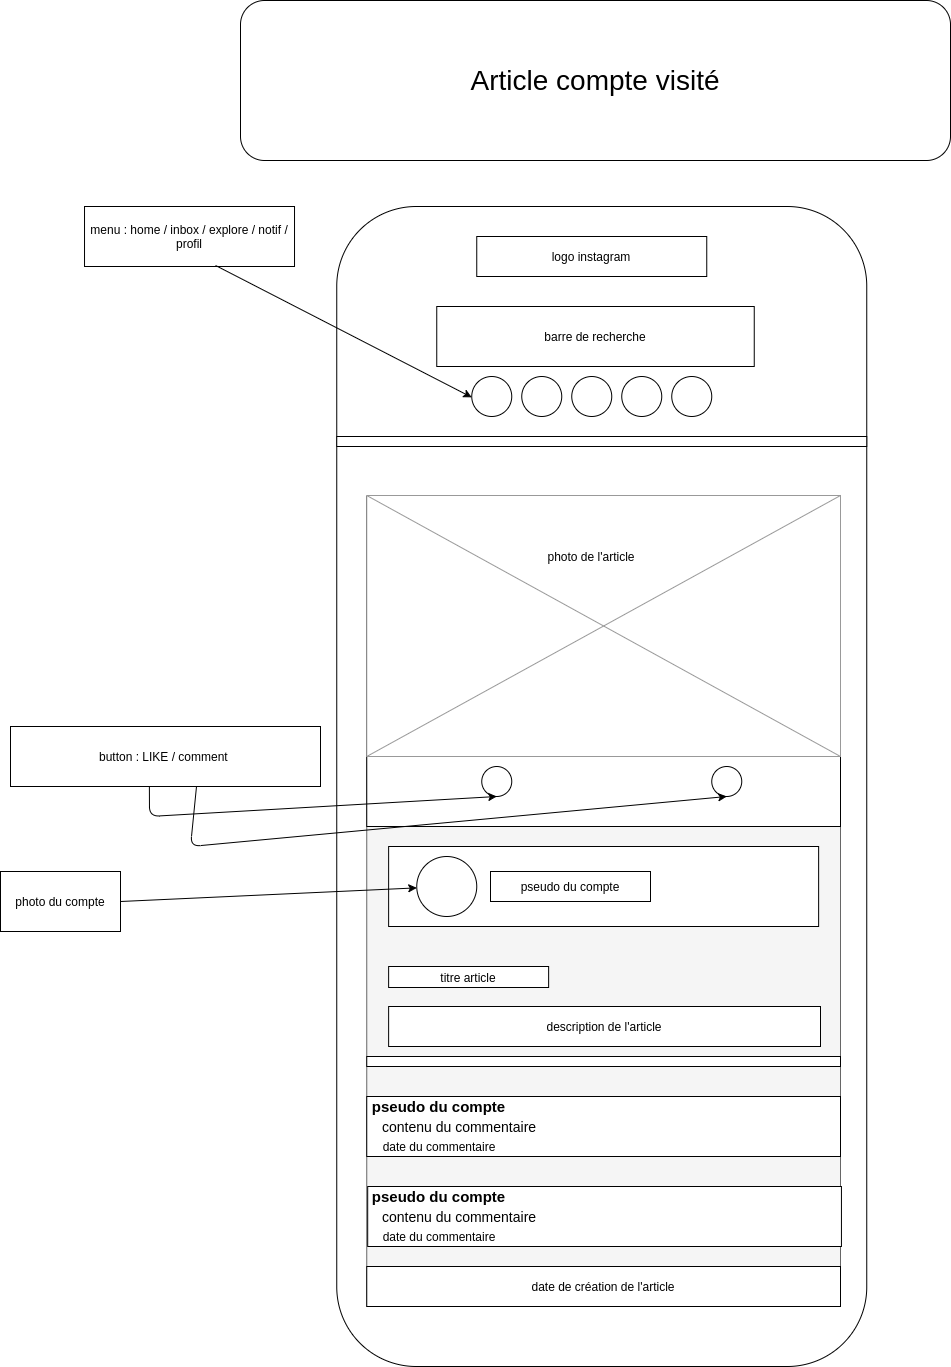 Article compte visité
menu : home / inbox / explore / notif /
profil
logo instagram
barre de recherche
photo de l'article
button : LIKE / comment
photo du compte
pseudo du compte
titre article
description de l'article
pseudo du compte
contenu du commentaire
date du commentaire
pseudo du compte
contenu du commentaire
date du commentaire
date de création de l'article